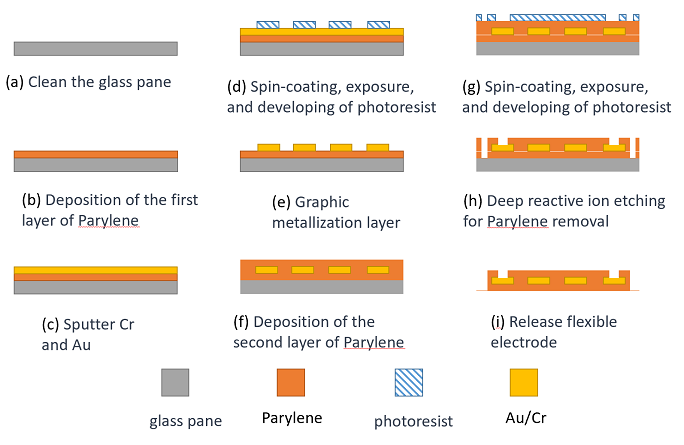 (a) Clean the glass pane
(d) Spin-coating, exposure,
and developing of photoresist
(g) Spin-coating, exposure,
and developing of photoresist
(b) Deposition of the first
layer of Parylene
(e) Graphic
metallization layer
(h) Deep reactive ion etching
for Parylene removal
(c) Sputter Cr
and Au
(f) Deposition of the
second layer of Parylene
(i) Release flexible
electrode
glass pane
Parylene
photoresist
Au/Cr